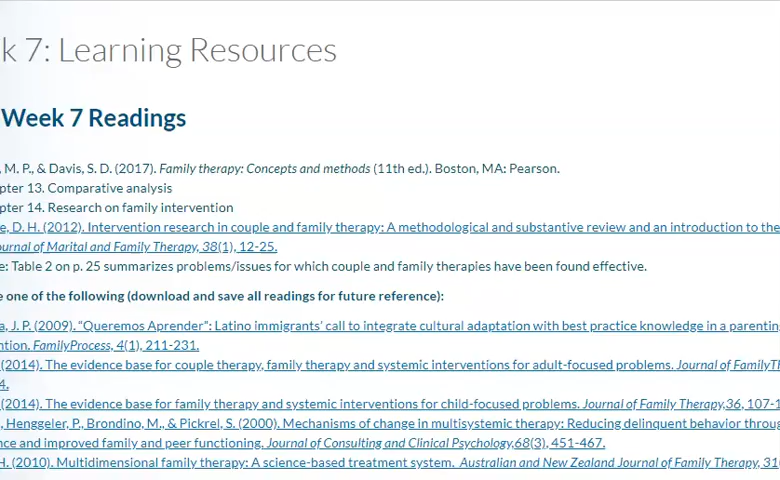 k 7: Learning Resources
Week 7 Readings
, M. P., & Davis, S. D. (2017). Family therapy: Concepts and methods (11th ed.). Boston, MA: Pearson.
pter 13. Comparative analysis
pter 14. Research on family intervention
e, D. H. (2012). Intervention research in couple and family therapy: A methodological and substantive review and an introduction to the
ournal of Marital and Family Therapy, 38(1), 12-25.
e: Table 2 on p. 25 summarizes problems/issues for which couple and family therapies have been found effective.
e one of the following (download and save all readings for future reference):
a, J. P. (2009). "Queremos Aprender": Latino immigrants' call to integrate cultural adaptation with best practice knowledge in a parenting
ntion. FamilyProcess, 4(1), 211-231.
(2014). The evidence base for couple therapy, family therapy and systemic interventions for adult-focused problems. Journal of FamilyTh
4.
(2014). The evidence base for family therapy and systemic interventions for child-focused problems. Journal of Family Therapy,36, 107-1
, Henggeler, P., Brondino, M., & Pickrel, S. (2000). Mechanisms of change in multisystemic therapy: Reducing delinquent behavior throug
nce and improved family and peer functioning. Journal of Consulting and Clinical Psychology,68(3), 451-467.
H. (2010). Multidimensional family therapy: A science-based treatment system. Australian and New Zealand Journal of Family Therapy, 31(